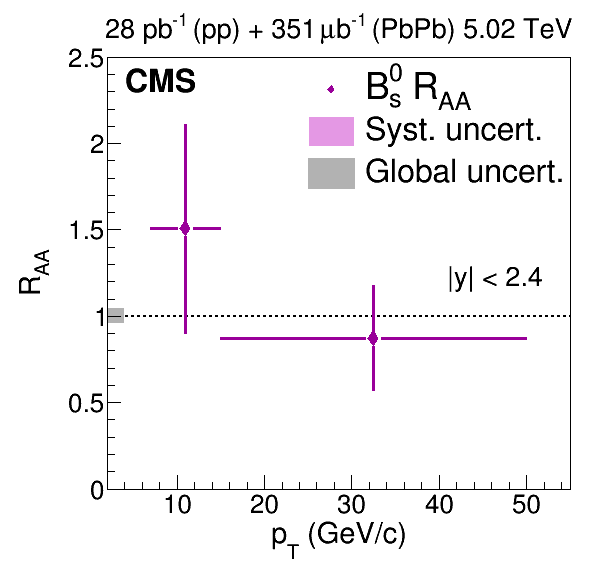 28 pb⁻¹ (pp) + 351 μb⁻¹ (PbPb) 5.02 TeV
CMS
B⁰ₛ R_AA
Syst. uncert.
Global uncert.
|y| < 2.4
R_AA
2.5
2
1.5
1
0.5
0
10 20 30 40 50
p_T (GeV/c)